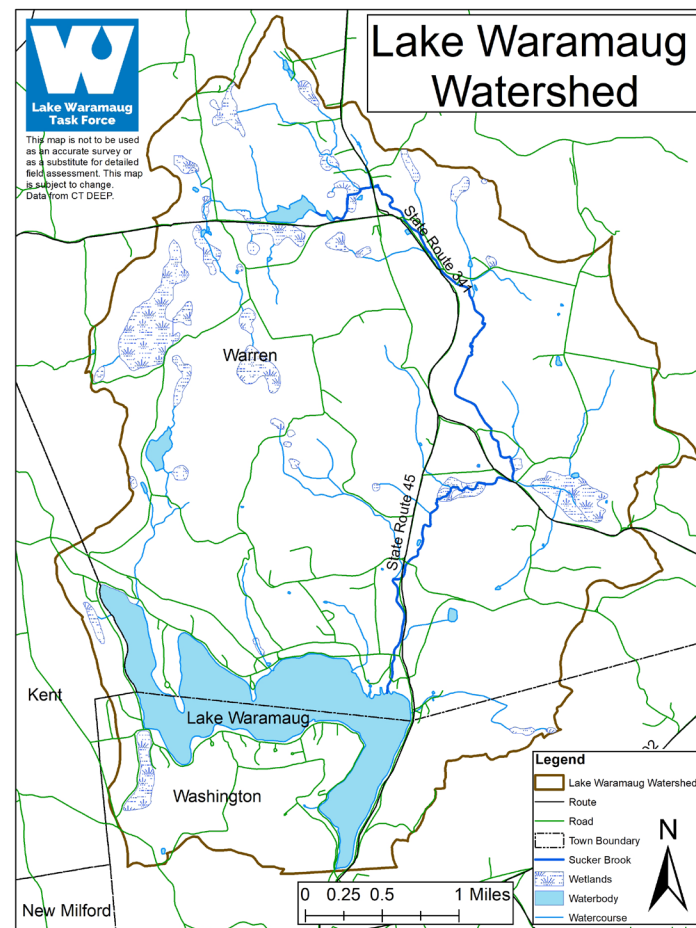 Lake Waramaug
Watershed
W
Lake Waramaug
Task Force
This map is not to be used
as an accurate survey or
as a substitute for detailed
field assessment. This map
is subject to change.
Data from CT DEEP.
State Route 341
Warren
State Route 45
Kent
Lake Waramaug
Washington
New Milford
Legend
Lake Waramaug Watershed
Route
Road
Town Boundary
Sucker Brook
Wetlands
Waterbody
Watercourse
N
0 0.25 0.5 1 Miles